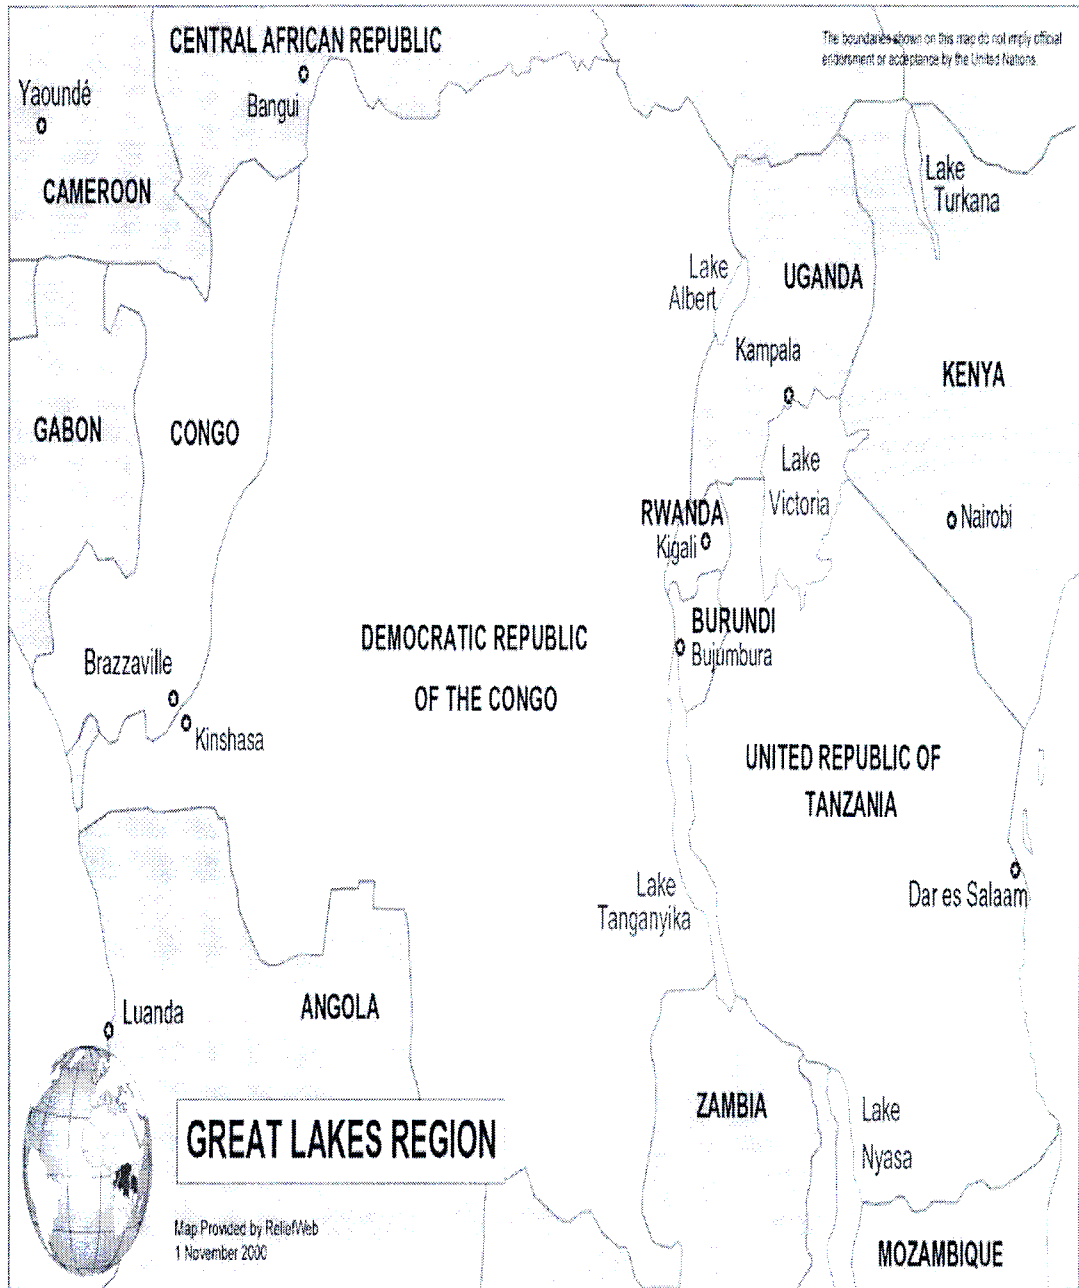 CENTRAL AFRICAN REPUBLIC
The boundaries shown on this map do not imply official
endorsment or acceptance by the United Nations.
Yaoundé
Bangui
CAMEROON
Lake
Turkana
Lake
Albert
UGANDA
Kampala
KENYA
GABON
CONGO
Lake
Victoria
RWANDA
Kigali
Nairobi
BURUNDI
Bujumbura
DEMOCRATIC REPUBLIC
OF THE CONGO
Brazzaville
Kinshasa
UNITED REPUBLIC OF
TANZANIA
Lake
Tanganyika
Dar es Salaam
Luanda
ANGOLA
ZAMBIA
Lake
Nyasa
GREAT LAKES REGION
Map Provided by ReliefWeb
1 November 2000
MOZAMBIQUE